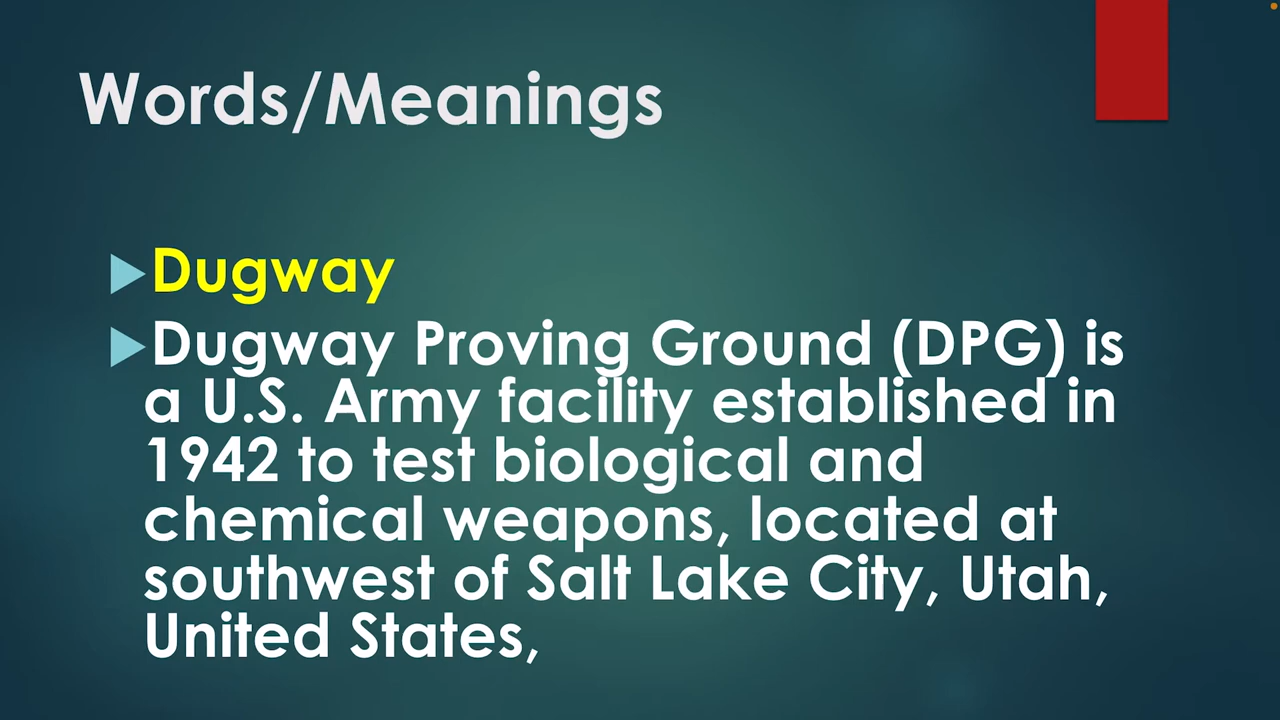 Words/Meanings
Dugway
Dugway Proving Ground (DPG) is
a U.S. Army facility established in
1942 to test biological and
chemical weapons, located at
southwest of Salt Lake City, Utah,
United States,